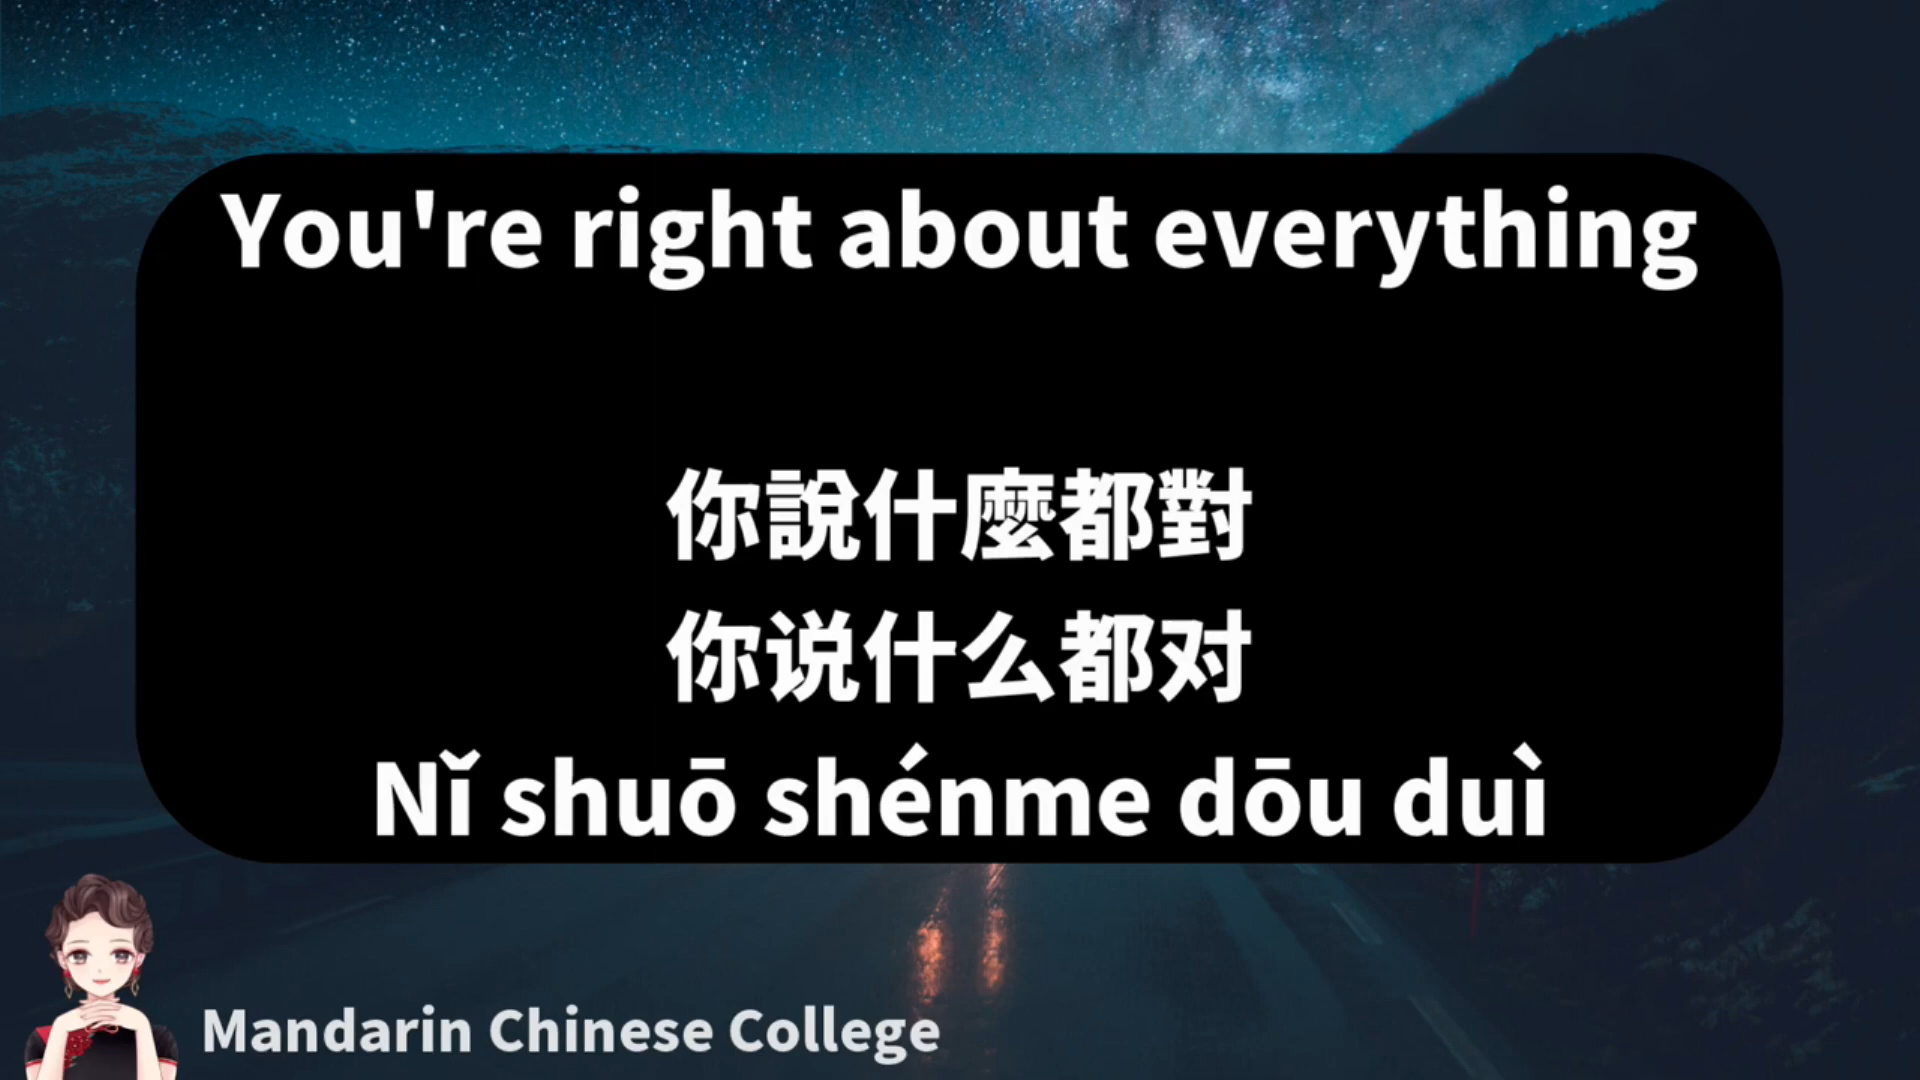 You're right about everything
你說什麼都對
你说什么都对
Nǐ shuō shénme dōu duì
Mandarin Chinese College